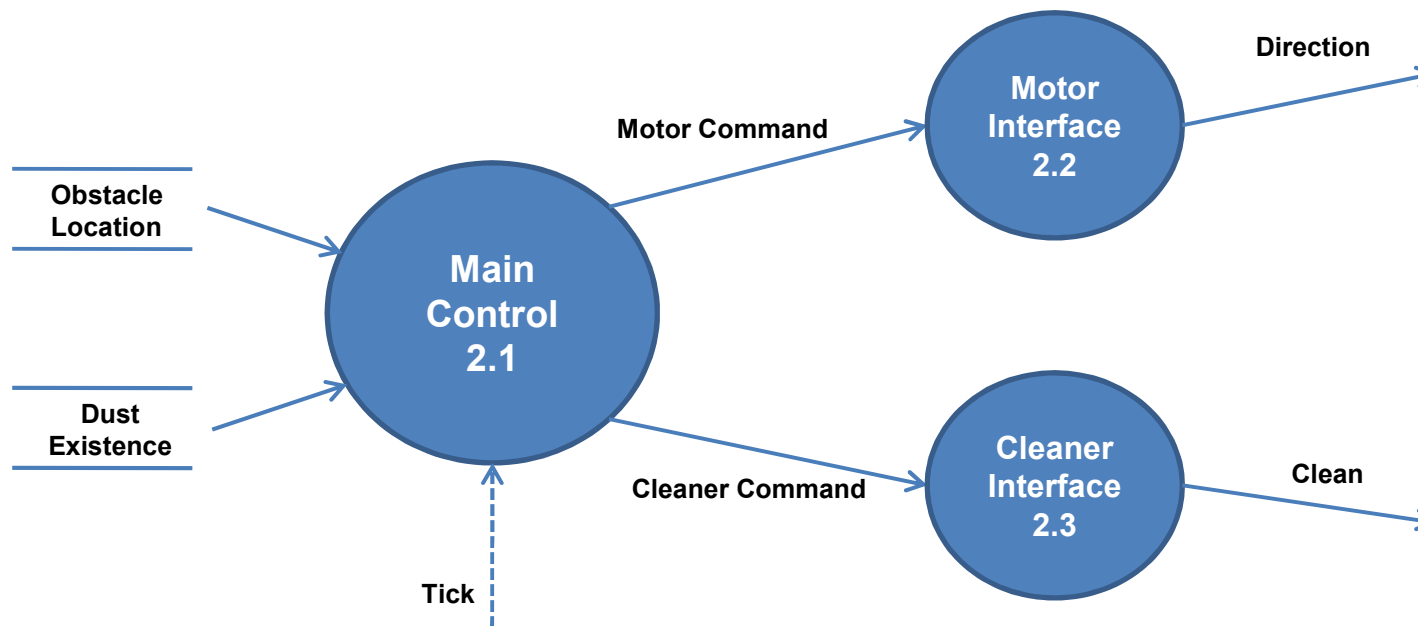 Obstacle
Location
Dust
Existence
Main
Control
2.1
Tick
Motor Command
Cleaner Command
Motor
Interface
2.2
Cleaner
Interface
2.3
Direction
Clean